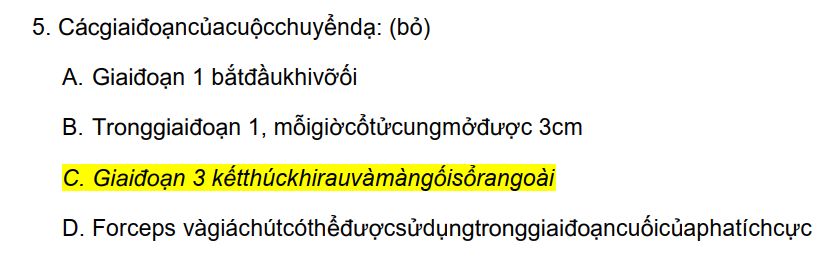 5. Cácgiaiđoạncủacuộcchuyểndạ: (bỏ)
A. Giaiđoạn 1 bắtđầukhivỡối
B. Tronggiaiđoạn 1, mỗigiờcổtửcungmởđược 3cm
C. Giaiđoạn 3 kếtthúckhirauvàmàngốisổrangoài
D. Forceps vàgiáchútcóthểđượcsửdụngtronggiaiđoạncuốicủaphatíchcực